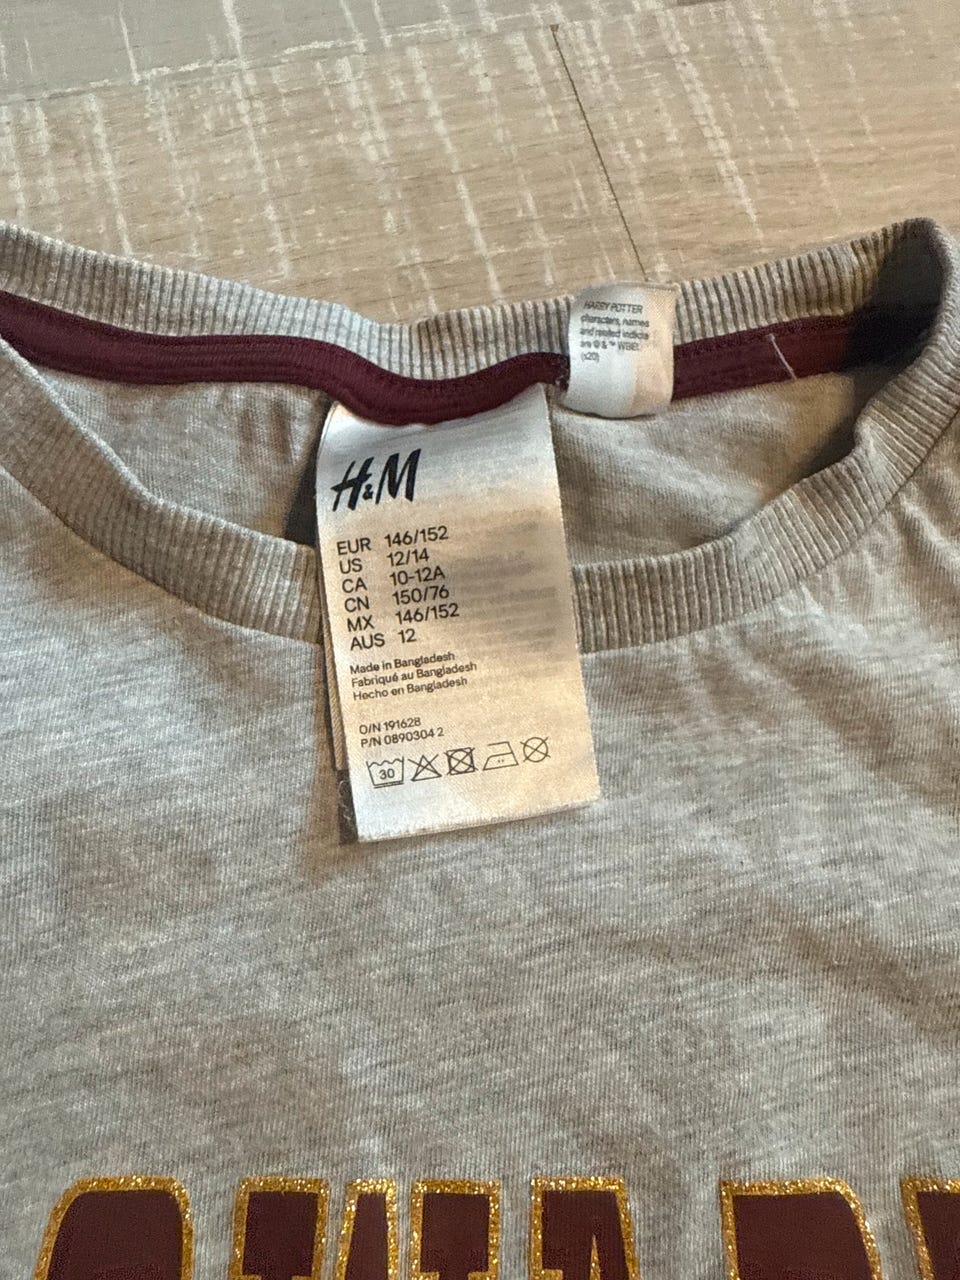 HARRY POTTER
characters, names
and related indicia
are © & ™ WBEI.
(s20)
H&M
EUR 146/152
US 12/14
CA 10-12A
CN 150/76
MX 146/152
AUS 12
Made in Bangladesh
Fabriqué au Bangladesh
Hecho en Bangladesh
O/N 191628
P/N 0890304 2
30